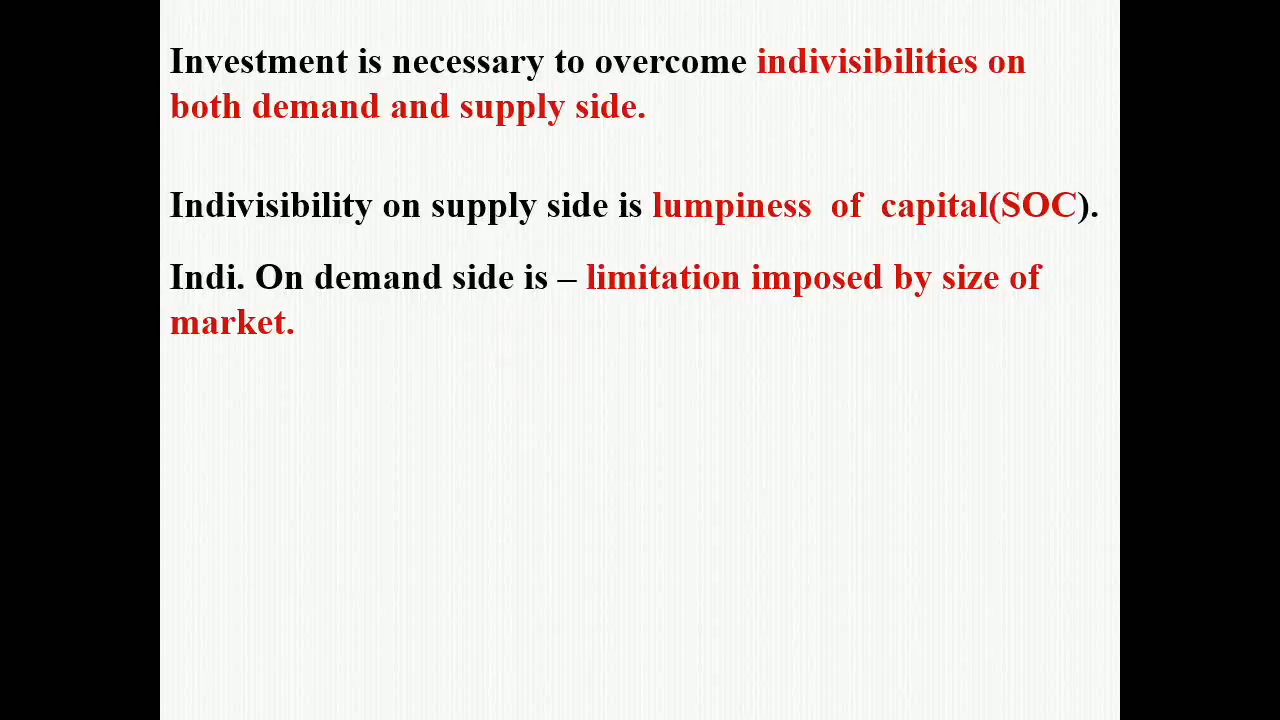 Investment is necessary to overcome indivisibilities on
both demand and supply side.
Indivisibility on supply side is lumpiness of capital(SOC).
Indi. On demand side is – limitation imposed by size of
market.